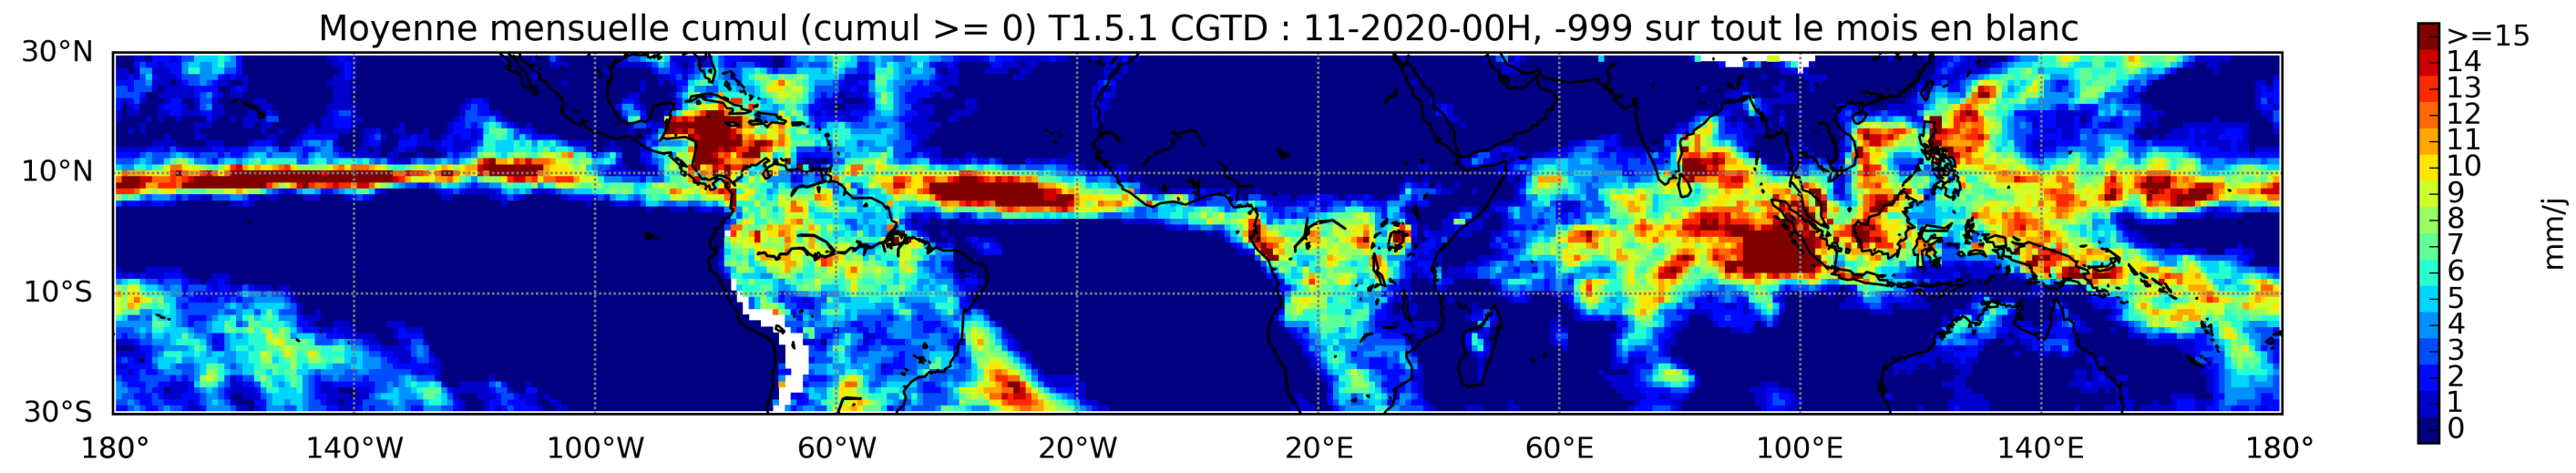 Moyenne mensuelle cumul (cumul >= 0) T1.5.1 CGTD : 11-2020-00H, -999 sur tout le mois en blanc
30°N
10°N
10°S
30°S
180° 140°W 100°W 60°W 20°W 20°E 60°E 100°E 140°E 180°
>=15
14
13
12
11
10
9
8
7
6
5
4
3
2
1
0
mm/j